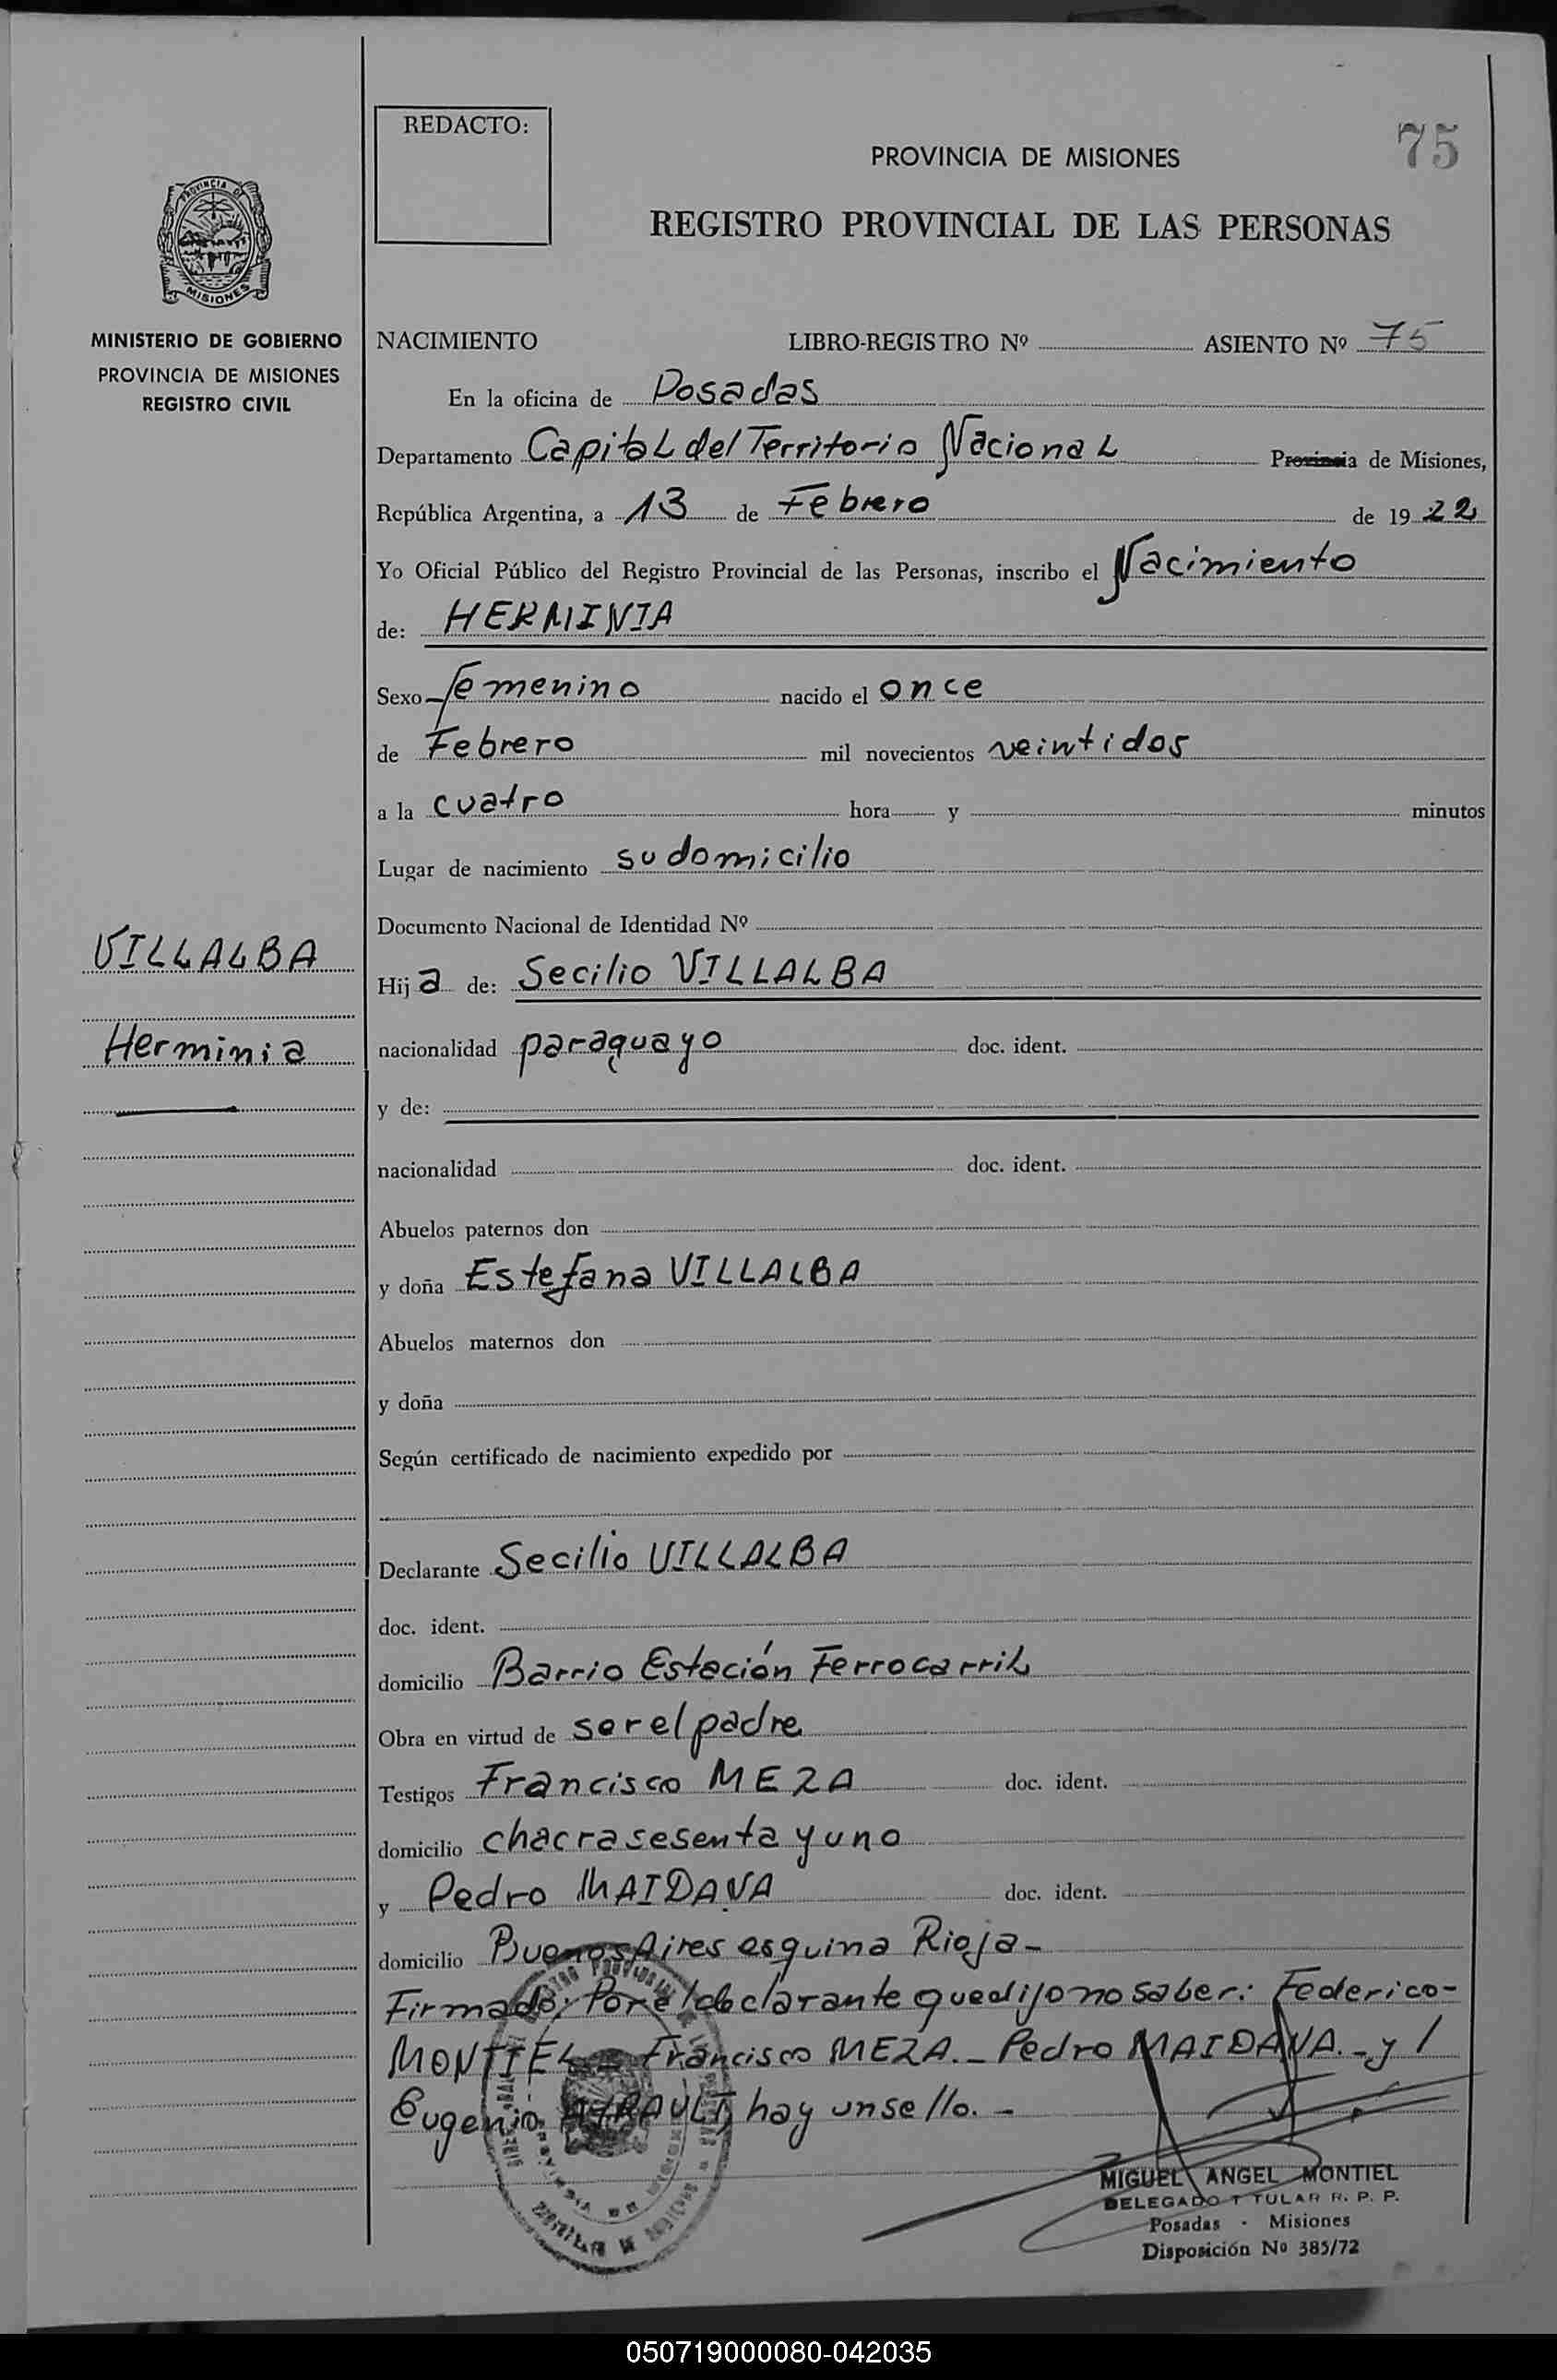 REDACTO:
75
PROVINCIA DE MISIONES
REGISTRO PROVINCIAL DE LAS PERSONAS
PROVINCIA DE
MISIONES
MINISTERIO DE GOBIERNO
PROVINCIA DE MISIONES
REGISTRO CIVIL
NACIMIENTO LIBRO-REGISTRO Nº ASIENTO Nº 75
En la oficina de Posadas
Departamento Capital del Territorio Nacional Provincia de Misiones,
República Argentina, a 13 de Febrero de 1922
Yo Oficial Público del Registro Provincial de las Personas, inscribo el Nacimiento
de: HERMINIA
Sexo femenino nacido el once
de Febrero mil novecientos veintidos
a la cuatro hora y minutos
Lugar de nacimiento su domicilio
Documento Nacional de Identidad Nº
VILLALBA
Hija de: Secilio VILLALBA
Herminia
nacionalidad paraguayo doc. ident.
y de:
nacionalidad doc. ident.
Abuelos paternos don
y doña Estefana VILLALBA
Abuelos maternos don
y doña
Según certificado de nacimiento expedido por
Declarante Secilio VILLALBA
doc. ident.
domicilio Barrio Estación Ferrocarril
Obra en virtud de ser el padre
Testigos Francisco MEZA doc. ident.
domicilio chacra sesenta y uno
y Pedro MAIDANA doc. ident.
domicilio Buenos Aires esquina Rioja-
Firmado: Por el declarante que dijo no saber: Federico-
MONTIEL - Francisco MEZA.- Pedro MAIDANA.- y /
Eugenio AYRAULT, hay un sello.-
MIGUEL ANGEL MONTIEL
DELEGADO TITULAR R. P. P.
Posadas - Misiones
Disposición Nº 385/72
050719000080-042035